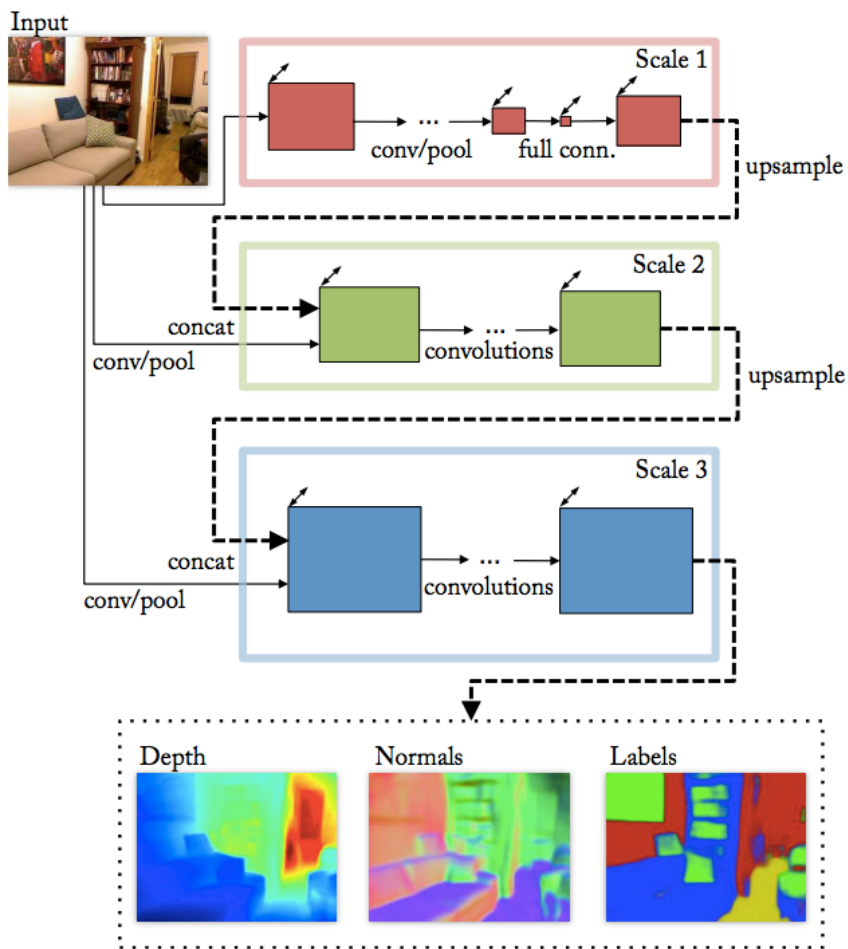 Input
Scale 1
...
conv/pool
full conn.
upsample
Scale 2
concat
...
conv/pool
convolutions
upsample
Scale 3
concat
...
conv/pool
convolutions
Depth
Normals
Labels